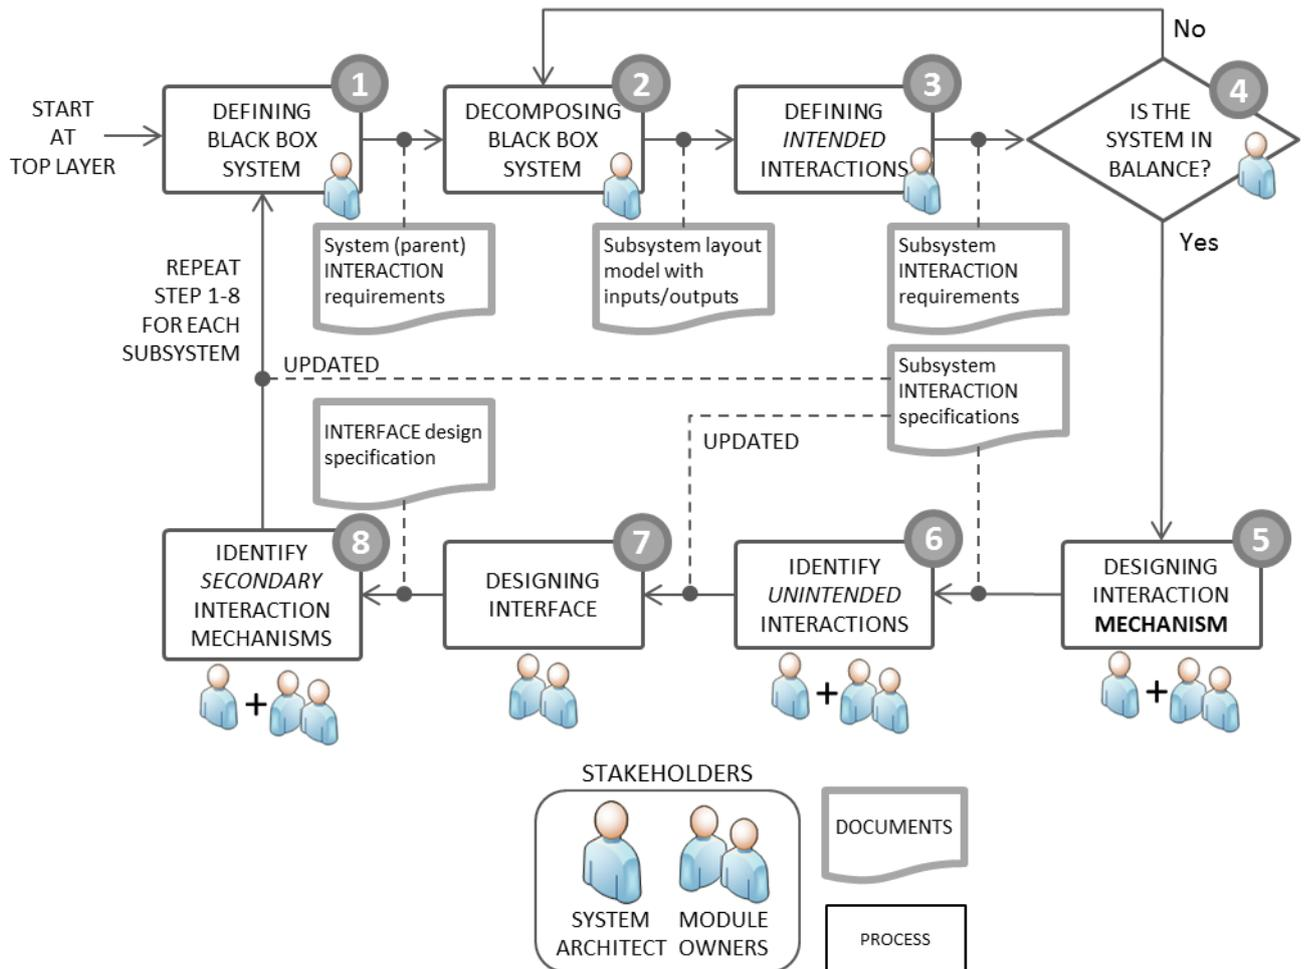 No
1
2
3
4
START
AT
TOP LAYER
DEFINING
BLACK BOX
SYSTEM
DECOMPOSING
BLACK BOX
SYSTEM
DEFINING
INTENDED
INTERACTIONS
IS THE
SYSTEM IN
BALANCE?
Yes
System (parent)
INTERACTION
requirements
Subsystem layout
model with
inputs/outputs
Subsystem
INTERACTION
requirements
REPEAT
STEP 1-8
FOR EACH
SUBSYSTEM
UPDATED
Subsystem
INTERACTION
specifications
UPDATED
INTERFACE design
specification
8
7
6
5
IDENTIFY
SECONDARY
INTERACTION
MECHANISMS
DESIGNING
INTERFACE
IDENTIFY
UNINTENDED
INTERACTIONS
DESIGNING
INTERACTION
MECHANISM
+
+
+
STAKEHOLDERS
SYSTEM
ARCHITECT
MODULE
OWNERS
DOCUMENTS
PROCESS